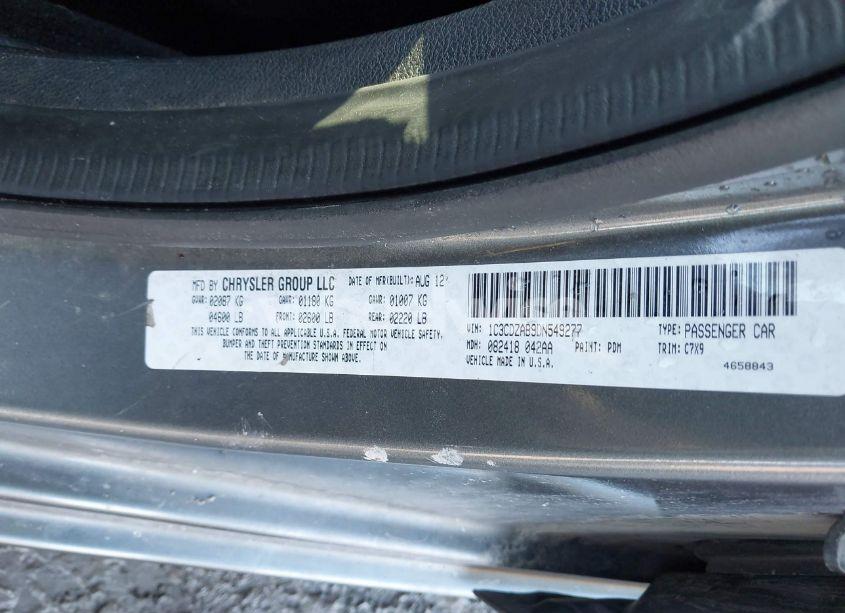 MFD BY CHRYSLER GROUP LLC DATE OF MFR(BUILT): AUG 12
GVWR: 02087 KG GAWR: 01180 KG GAWR: 01007 KG
04600 LB FRONT: 02600 LB REAR: 02220 LB
THIS VEHICLE CONFORMS TO ALL APPLICABLE U.S.A. FEDERAL MOTOR VEHICLE SAFETY,
BUMPER AND THEFT PREVENTION STANDARDS IN EFFECT ON
THE DATE OF MANUFACTURE SHOWN ABOVE.
VIN: 1C3CDZAB9DN549277 TYPE: PASSENGER CAR
MDH: 082418 042AA PAINT: PDM TRIM: C7X9
VEHICLE MADE IN U.S.A.
4658843